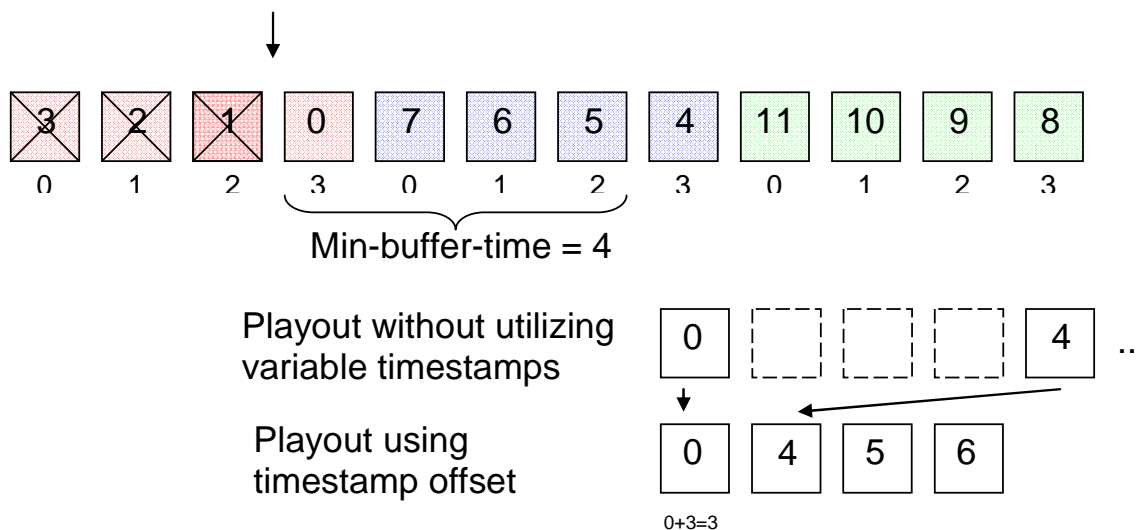 3 2 1 0 7 6 5 4 11 10 9 8
0 1 2 3 0 1 2 3 0 1 2 3
Min-buffer-time = 4
Playout without utilizing
variable timestamps
0 4 ..
Playout using
timestamp offset
0 4 5 6
0+3=3